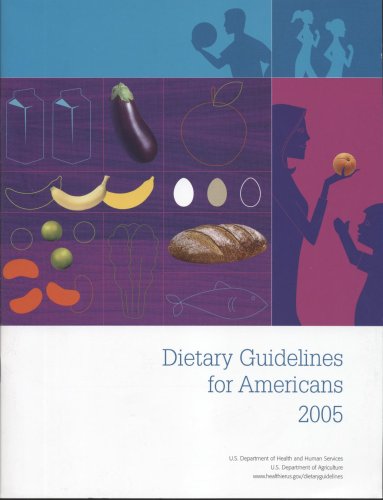 Dietary Guidelines
for Americans
2005
U.S. Department of Health and Human Services
U.S. Department of Agriculture
www.healthierus.gov/dietaryguidelines